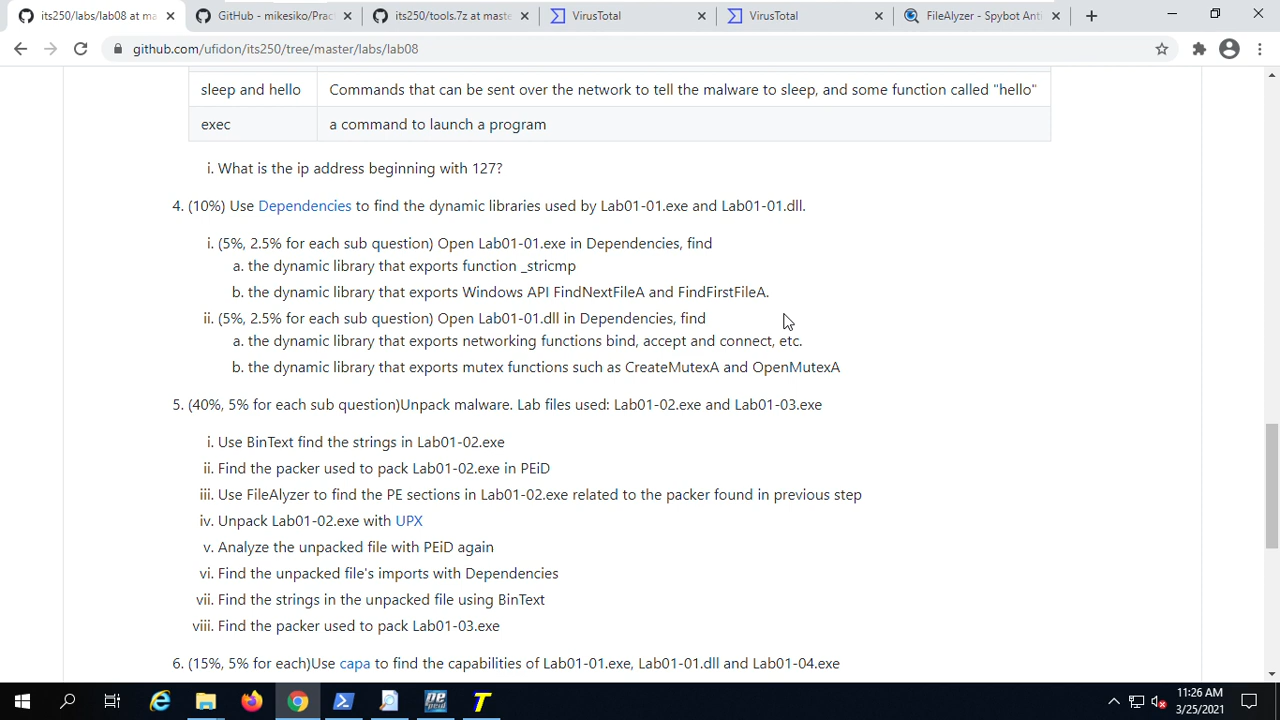 its250/labs/lab08 at ma
GitHub - mikesiko/Prac
its250/tools.7z at maste
VirusTotal
VirusTotal
FileAlyzer - Spybot Anti
github.com/ufidon/its250/tree/master/labs/lab08
sleep and hello Commands that can be sent over the network to tell the malware to sleep, and some function called "hello"
exec a command to launch a program
i. What is the ip address beginning with 127?
4. (10%) Use Dependencies to find the dynamic libraries used by Lab01-01.exe and Lab01-01.dll.
i. (5%, 2.5% for each sub question) Open Lab01-01.exe in Dependencies, find
a. the dynamic library that exports function _stricmp
b. the dynamic library that exports Windows API FindNextFileA and FindFirstFileA.
ii. (5%, 2.5% for each sub question) Open Lab01-01.dll in Dependencies, find
a. the dynamic library that exports networking functions bind, accept and connect, etc.
b. the dynamic library that exports mutex functions such as CreateMutexA and OpenMutexA
5. (40%, 5% for each sub question)Unpack malware. Lab files used: Lab01-02.exe and Lab01-03.exe
i. Use BinText find the strings in Lab01-02.exe
ii. Find the packer used to pack Lab01-02.exe in PEiD
iii. Use FileAlyzer to find the PE sections in Lab01-02.exe related to the packer found in previous step
iv. Unpack Lab01-02.exe with UPX
v. Analyze the unpacked file with PEiD again
vi. Find the unpacked file's imports with Dependencies
vii. Find the strings in the unpacked file using BinText
viii. Find the packer used to pack Lab01-03.exe
6. (15%, 5% for each)Use capa to find the capabilities of Lab01-01.exe, Lab01-01.dll and Lab01-04.exe
11:26 AM
3/25/2021